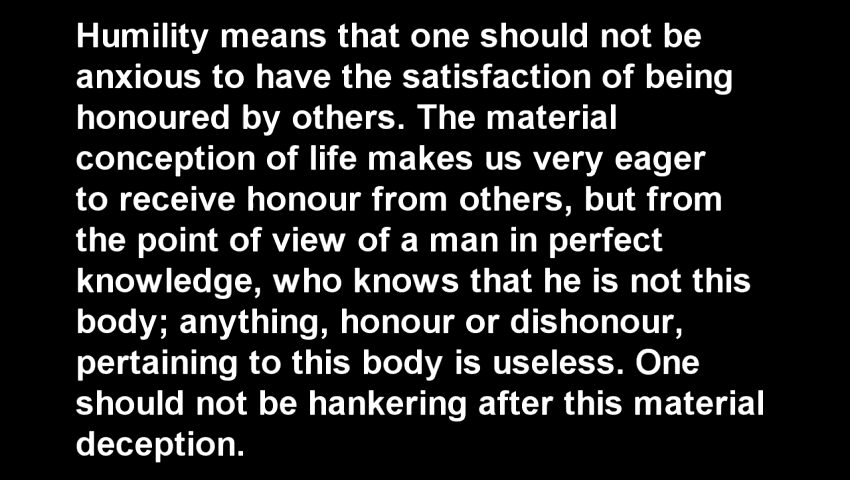 Humility means that one should not be
anxious to have the satisfaction of being
honoured by others. The material
conception of life makes us very eager
to receive honour from others, but from
the point of view of a man in perfect
knowledge, who knows that he is not this
body; anything, honour or dishonour,
pertaining to this body is useless. One
should not be hankering after this material
deception.